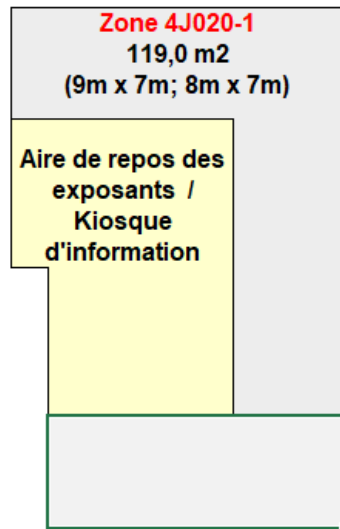 Zone 4J020-1
119,0 m2
(9m x 7m; 8m x 7m)
Aire de repos des
exposants /
Kiosque
d'information